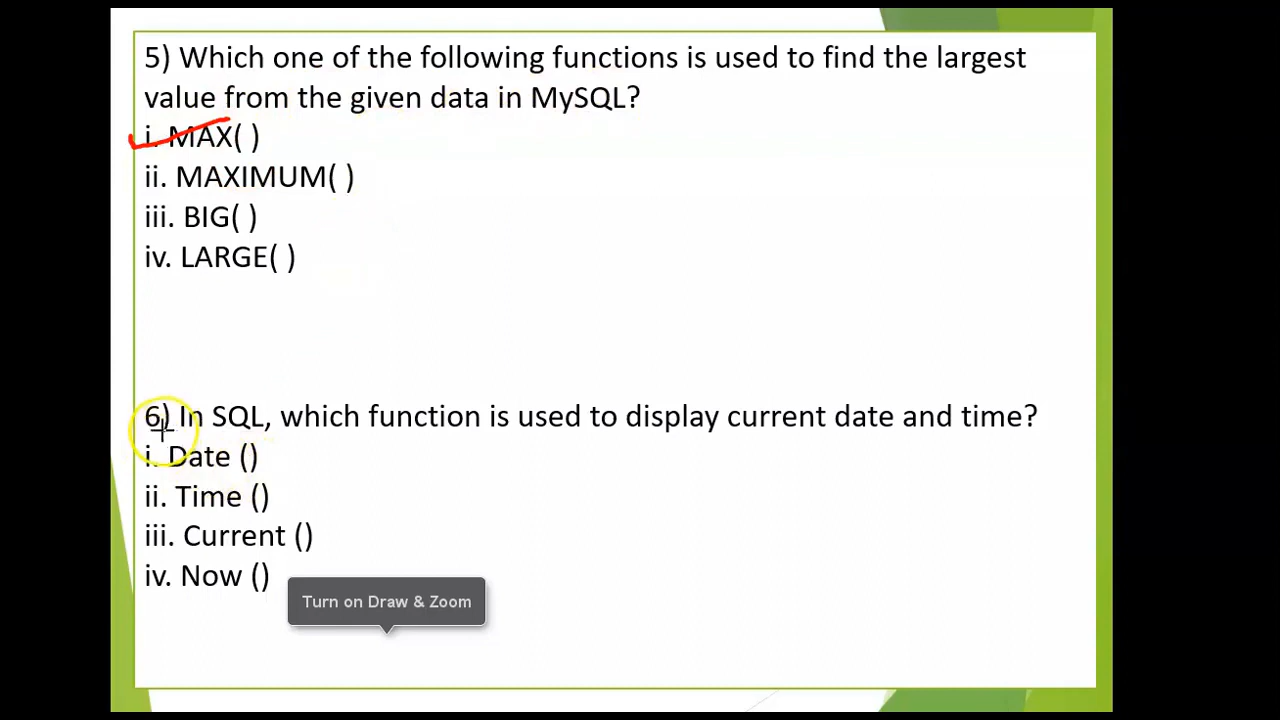 5) Which one of the following functions is used to find the largest
value from the given data in MySQL?
i. MAX( )
ii. MAXIMUM( )
iii. BIG( )
iv. LARGE( )
6) In SQL, which function is used to display current date and time?
i. Date ()
ii. Time ()
iii. Current ()
iv. Now ()
Turn on Draw & Zoom